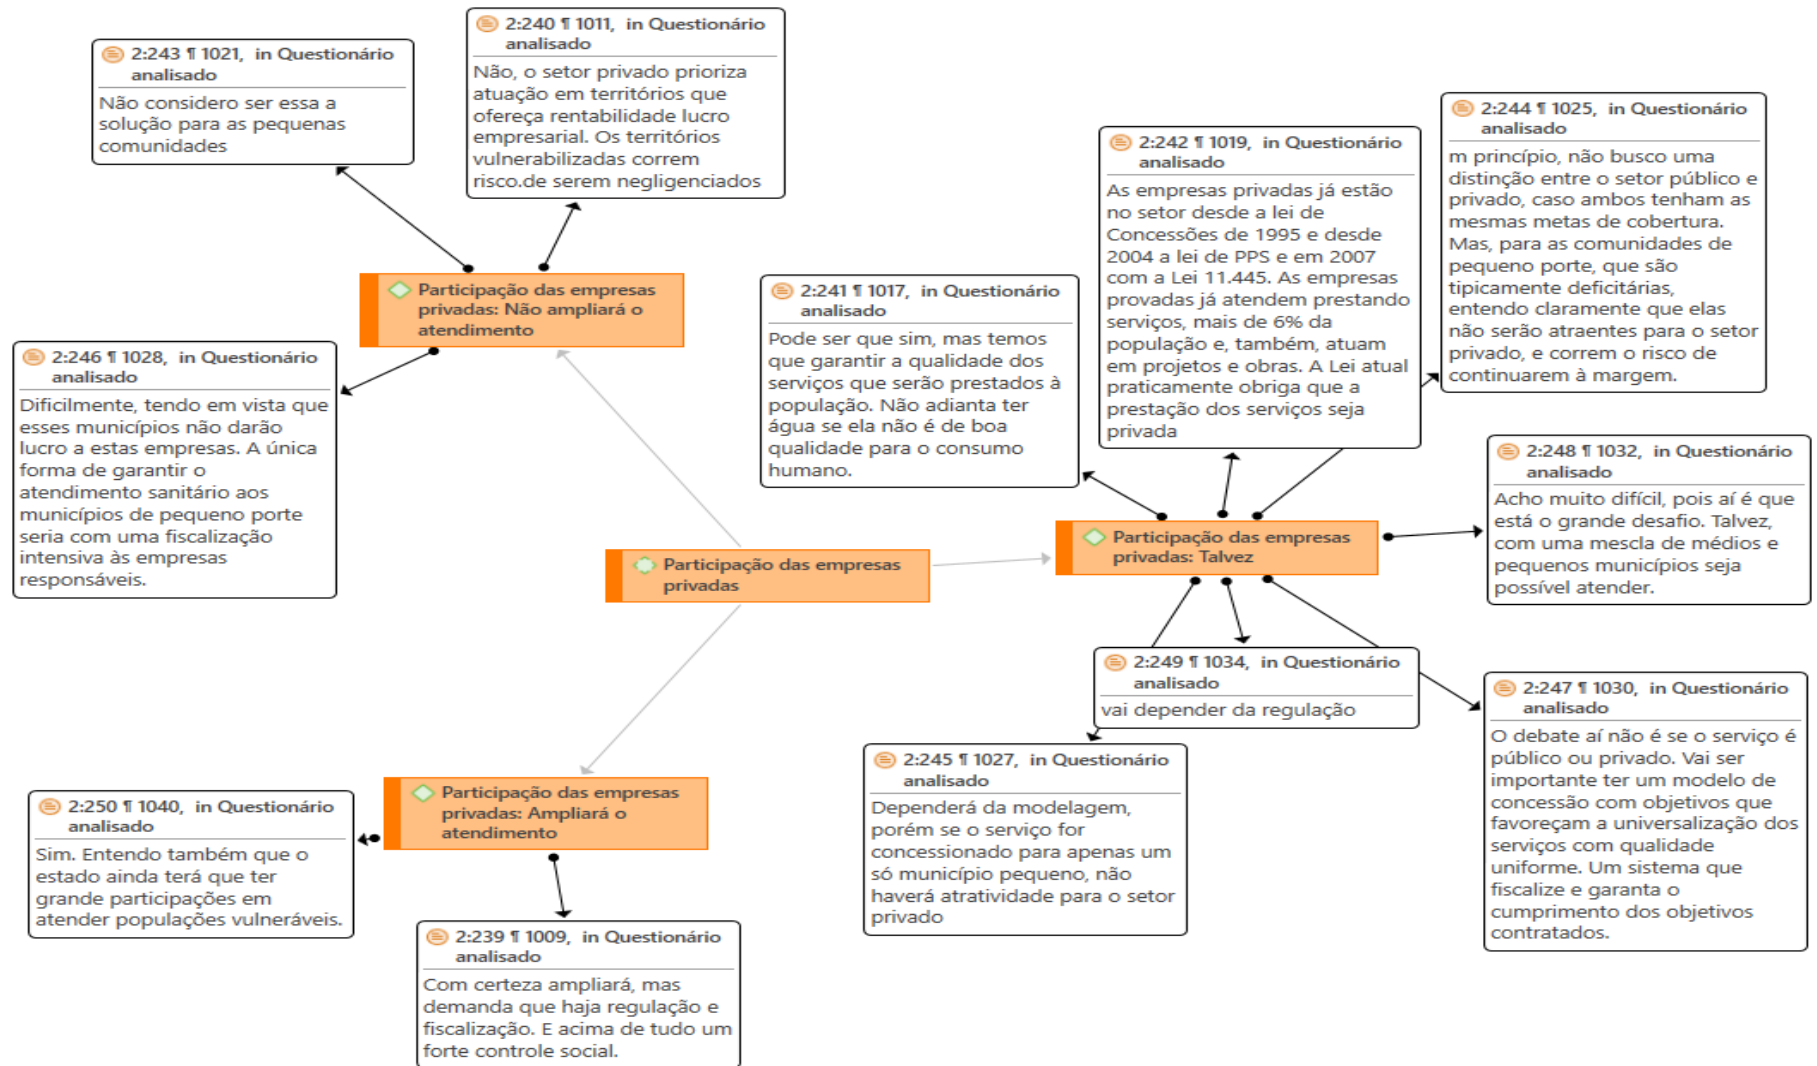 2:243 ¶ 1021, in Questionário
analisado
Não considero ser essa a
solução para as pequenas
comunidades
2:240 ¶ 1011, in Questionário
analisado
Não, o setor privado prioriza
atuação em territórios que
ofereça rentabilidade lucro
empresarial. Os territórios
vulnerabilizadas correm
risco.de serem negligenciados
Participação das empresas
privadas: Não ampliará o
atendimento
2:246 ¶ 1028, in Questionário
analisado
Dificilmente, tendo em vista que
esses municípios não darão
lucro a estas empresas. A única
forma de garantir o
atendimento sanitário aos
municípios de pequeno porte
seria com uma fiscalização
intensiva às empresas
responsáveis.
2:241 ¶ 1017, in Questionário
analisado
Pode ser que sim, mas temos
que garantir a qualidade dos
serviços que serão prestados à
população. Não adianta ter
água se ela não é de boa
qualidade para o consumo
humano.
2:242 ¶ 1019, in Questionário
analisado
As empresas privadas já estão
no setor desde a lei de
Concessões de 1995 e desde
2004 a lei de PPS e em 2007
com a Lei 11.445. As empresas
provadas já atendem prestando
serviços, mais de 6% da
população e, também, atuam
em projetos e obras. A Lei atual
praticamente obriga que a
prestação dos serviços seja
privada
2:244 ¶ 1025, in Questionário
analisado
m princípio, não busco uma
distinção entre o setor público e
privado, caso ambos tenham as
mesmas metas de cobertura.
Mas, para as comunidades de
pequeno porte, que são
tipicamente deficitárias,
entendo claramente que elas
não serão atraentes para o setor
privado, e correm o risco de
continuarem à margem.
2:248 ¶ 1032, in Questionário
analisado
Acho muito difícil, pois aí é que
está o grande desafio. Talvez,
com uma mescla de médios e
pequenos municípios seja
possível atender.
Participação das empresas
privadas: Talvez
Participação das empresas
privadas
2:249 ¶ 1034, in Questionário
analisado
vai depender da regulação
2:247 ¶ 1030, in Questionário
analisado
O debate aí não é se o serviço é
público ou privado. Vai ser
importante ter um modelo de
concessão com objetivos que
favoreçam a universalização dos
serviços com qualidade
uniforme. Um sistema que
fiscalize e garanta o
cumprimento dos objetivos
contratados.
2:245 ¶ 1027, in Questionário
analisado
Dependerá da modelagem,
porém se o serviço for
concessionado para apenas um
só município pequeno, não
haverá atratividade para o setor
privado
Participação das empresas
privadas: Ampliará o
atendimento
2:250 ¶ 1040, in Questionário
analisado
Sim. Entendo também que o
estado ainda terá que ter
grande participações em
atender populações vulneráveis.
2:239 ¶ 1009, in Questionário
analisado
Com certeza ampliará, mas
demanda que haja regulação e
fiscalização. E acima de tudo um
forte controle social.